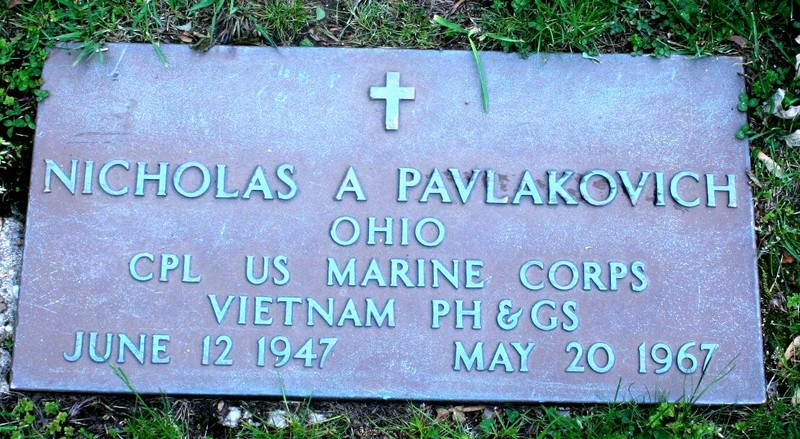 NICHOLAS A PAVLAKOVICH
OHIO
CPL US MARINE CORPS
VIETNAM PH & GS
JUNE 12 1947 MAY 20 1967